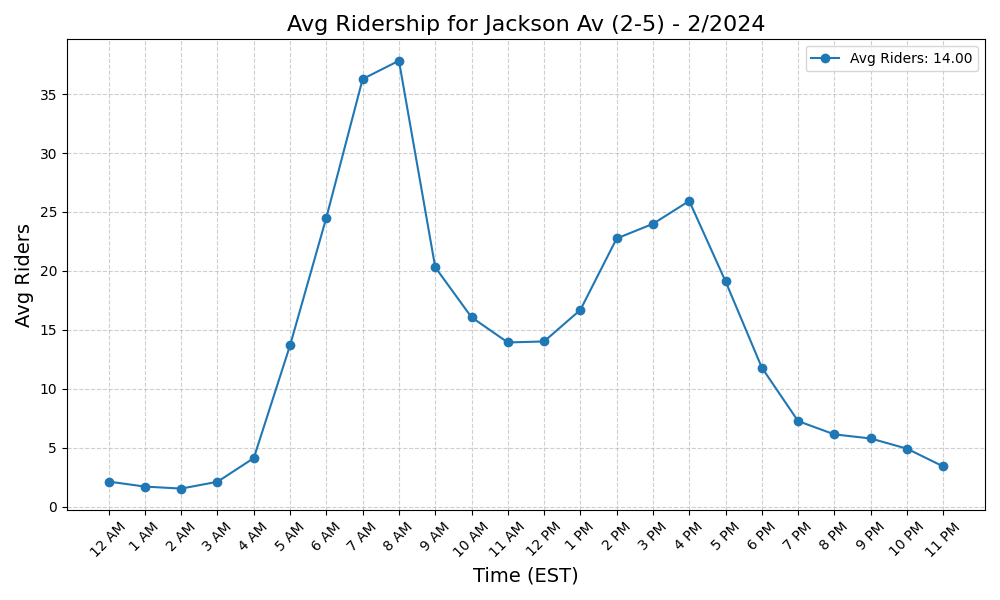 Avg Ridership for Jackson Av (2-5) - 2/2024
Avg Riders: 14.00
Avg Riders
35
30
25
20
15
10
5
0
12 AM
1 AM
2 AM
3 AM
4 AM
5 AM
6 AM
7 AM
8 AM
9 AM
10 AM
11 AM
12 PM
1 PM
2 PM
3 PM
4 PM
5 PM
6 PM
7 PM
8 PM
9 PM
10 PM
11 PM
Time (EST)